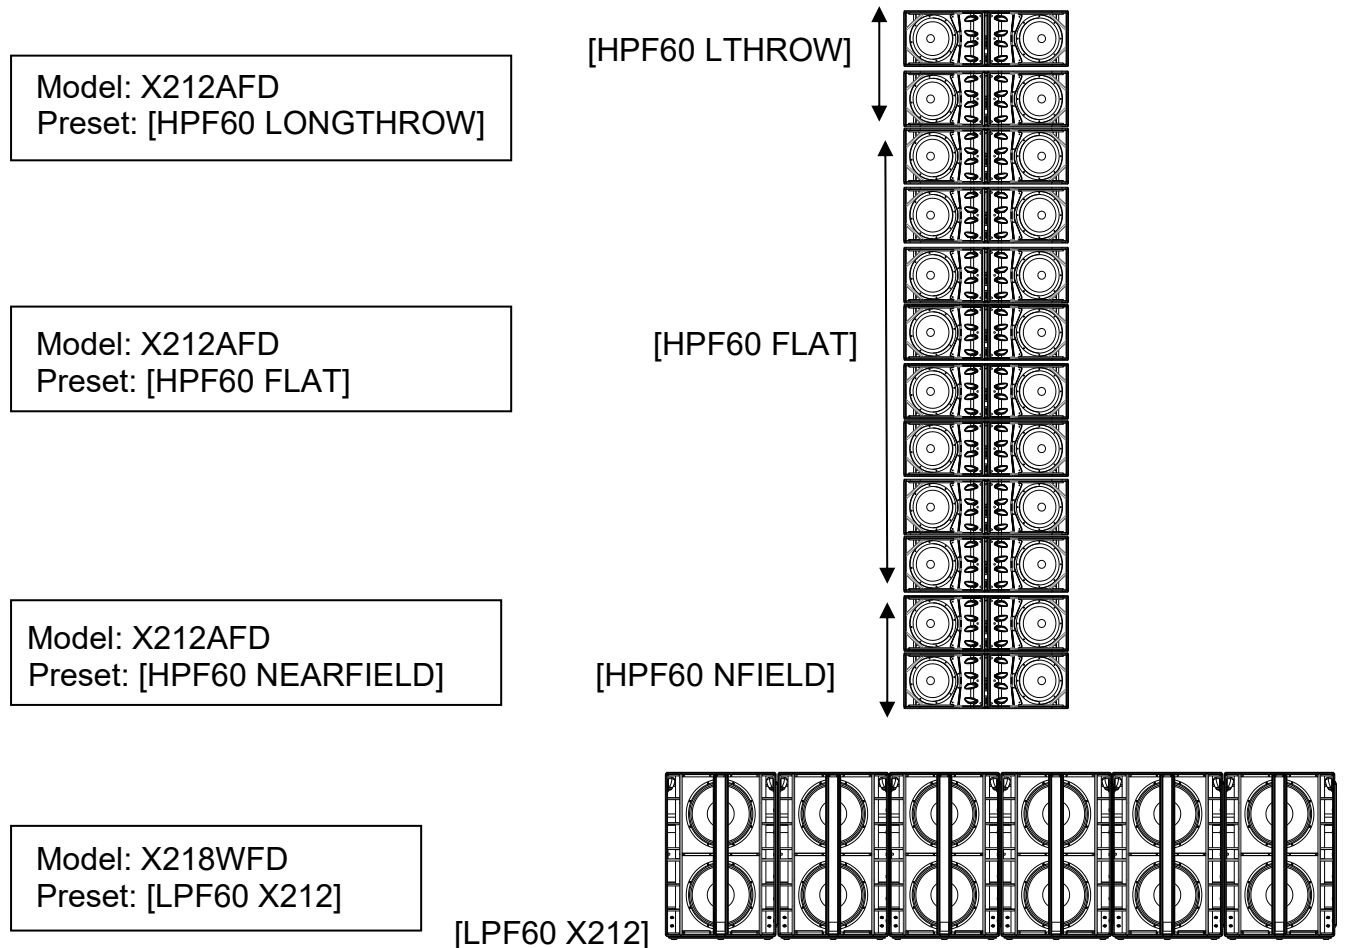 [HPF60 LTHROW]
Model: X212AFD
Preset: [HPF60 LONGTHROW]
Model: X212AFD
Preset: [HPF60 FLAT]
[HPF60 FLAT]
Model: X212AFD
Preset: [HPF60 NEARFIELD]
[HPF60 NFIELD]
Model: X218WFD
Preset: [LPF60 X212]
[LPF60 X212]